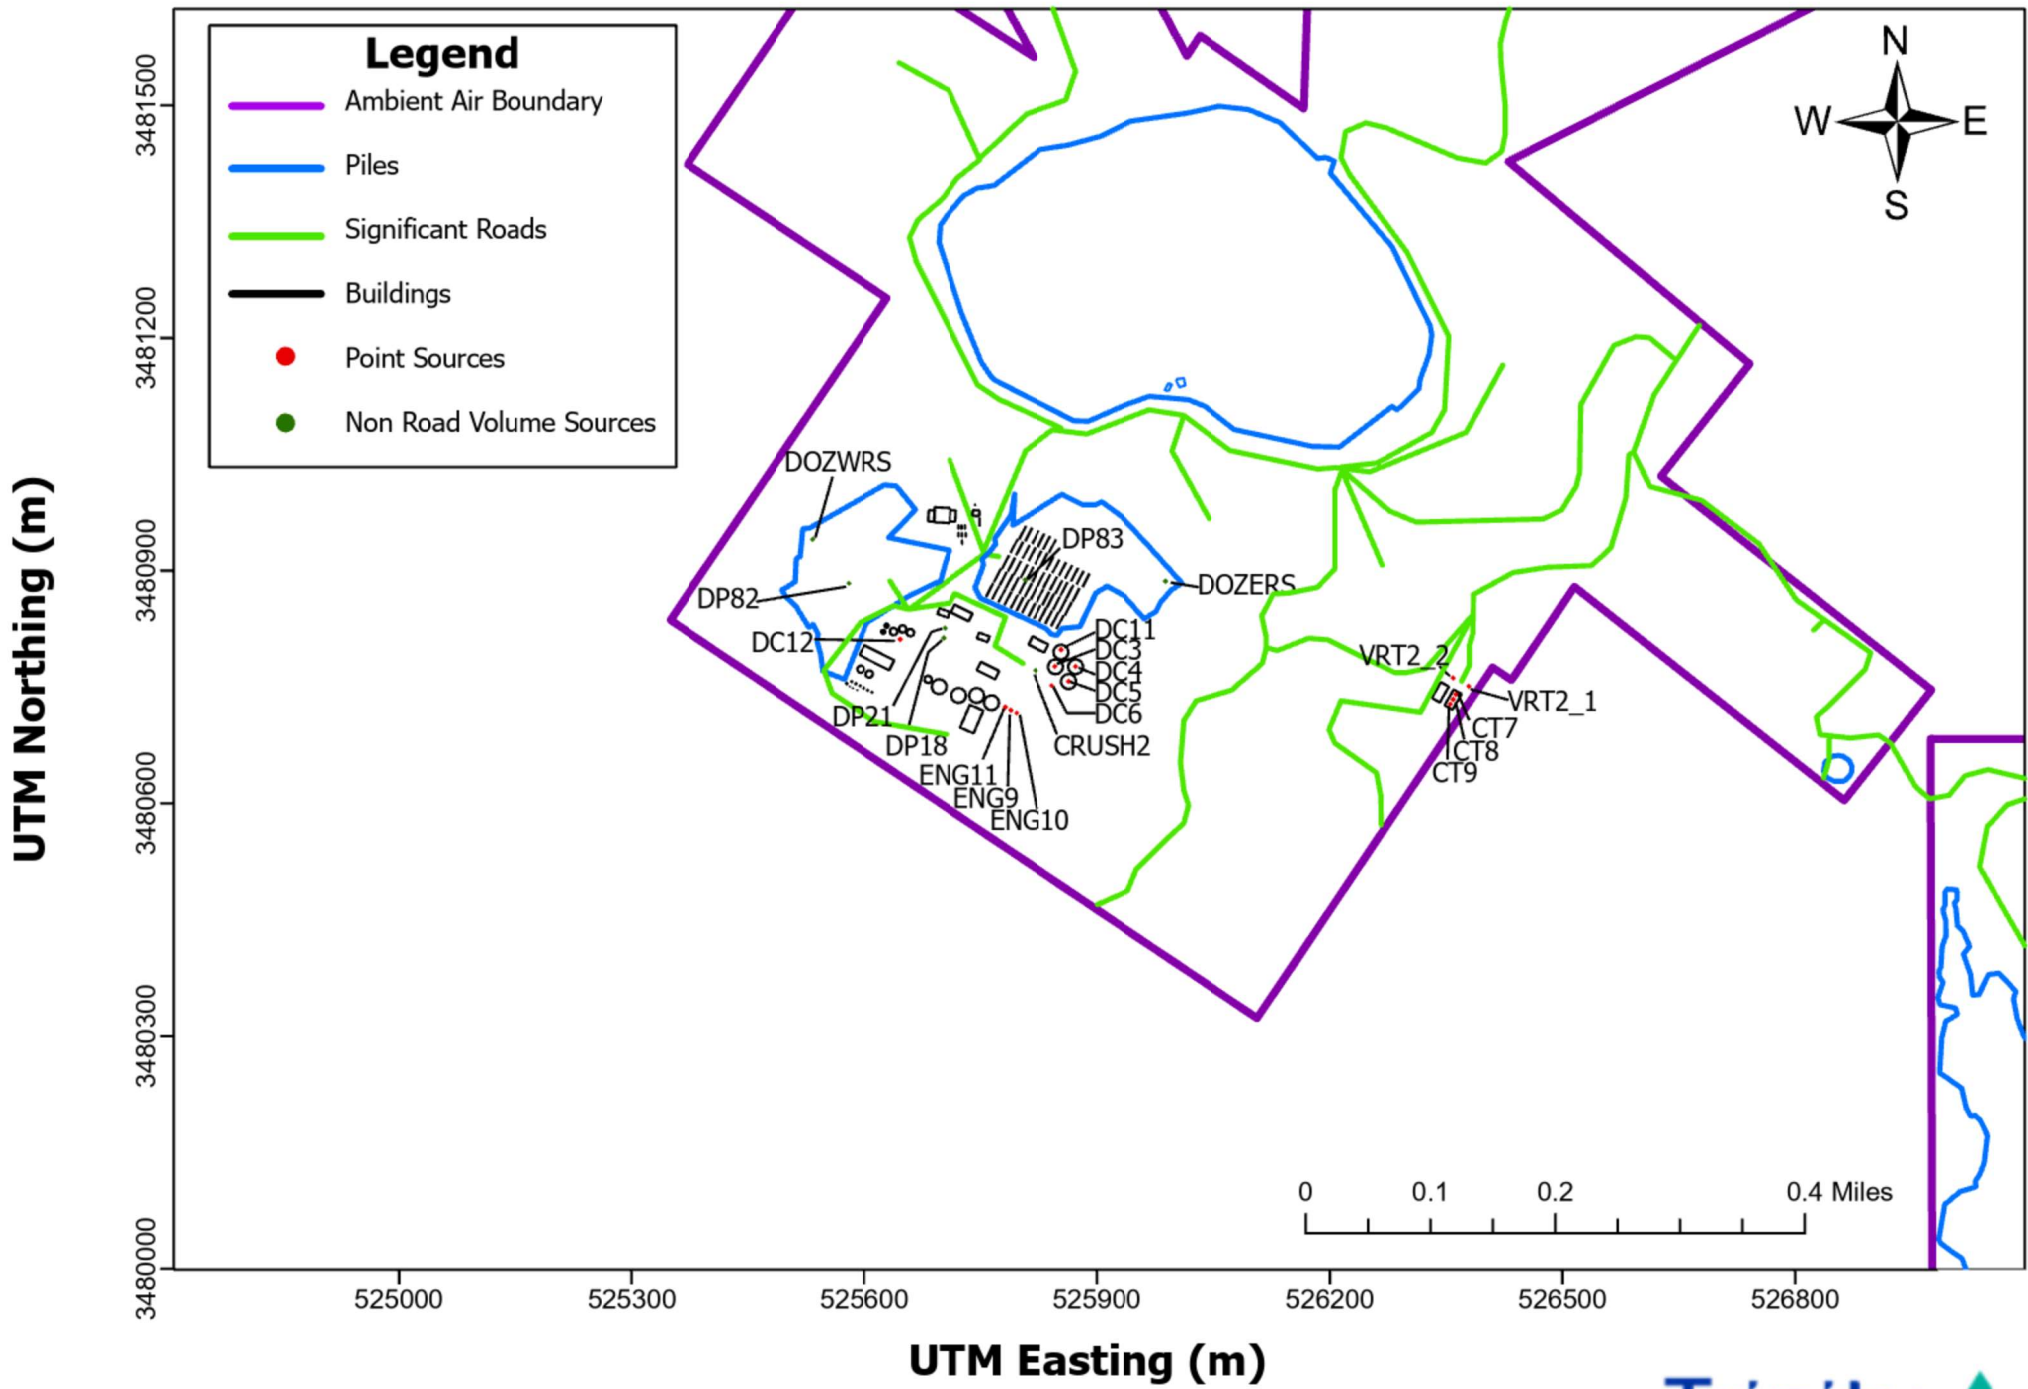 Legend
Ambient Air Boundary
Piles
Significant Roads
Buildings
Point Sources
Non Road Volume Sources
N
W E
S
UTM Northing (m)
3481500
3481200
3480900
3480600
3480300
3480000
DOZWRS
DP83
DP82
DOZERS
DC12
DC11
DC3
DC4
DC5
DC6
VRT2_2
VRT2_1
DP21
DP18
CRUSH2
CT7
CT8
CT9
ENG11
ENG9
ENG10
0 0.1 0.2 0.4 Miles
525000 525300 525600 525900 526200 526500 526800
UTM Easting (m)